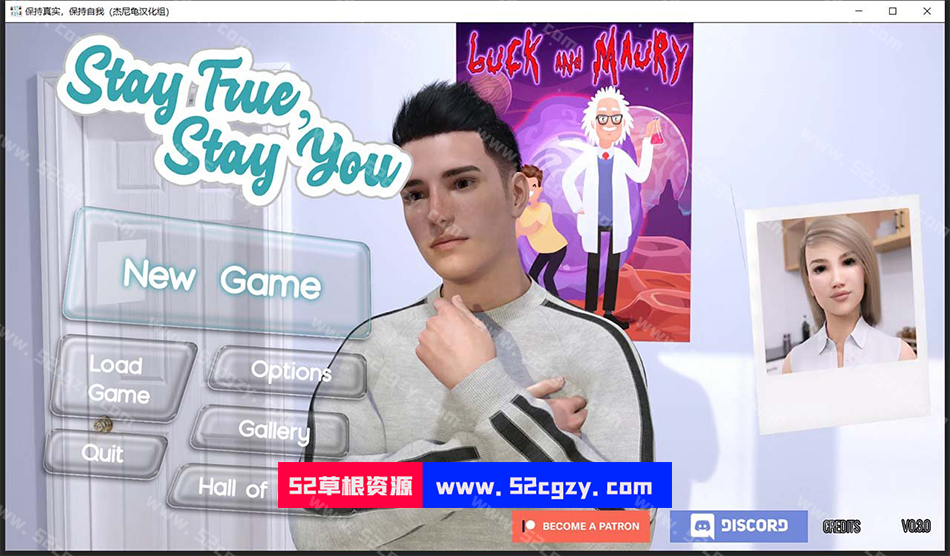 保持真实,保持自我 (杰尼龟汉化组)
Stay True,
Stay You
LUCK AND MAURY
New Game
Load
Game
Options
Gallery
Quit
Hall of
52草根资源
www.52cgzy.com
BECOME A PATRON
DISCORD
CREDITS
V0.3.0